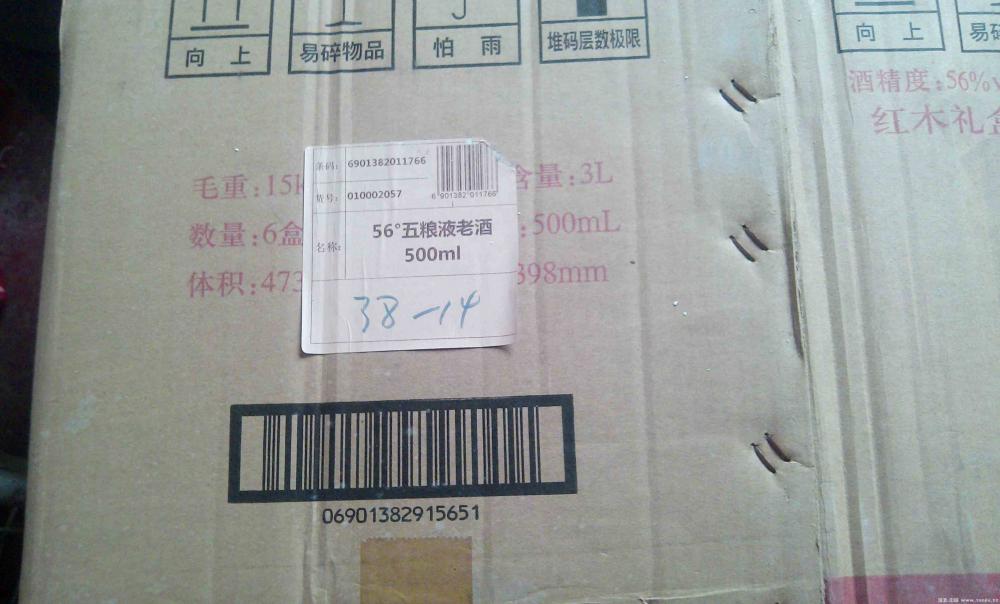 向 上
易碎物品
怕 雨
堆码层数极限
向 上
易碎
酒精度:56%v
红木礼盒
条码: 6901382011766
6 901382 011766
货号: 010002057
名称: 56°五粮液老酒
500ml
38-14
毛重:15k
含量:3L
数量:6盒
:500mL
体积:473
398mm
06901382915651